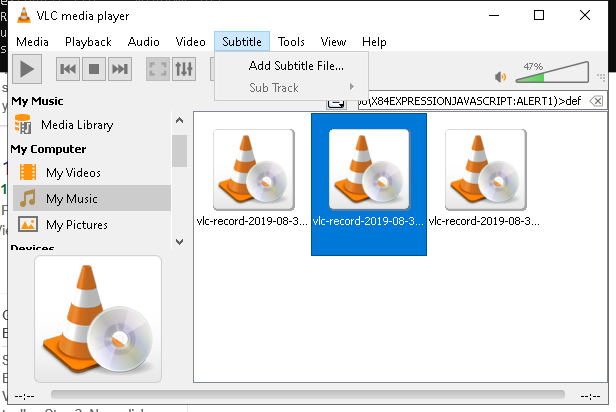 VLC media player
Media Playback Audio Video Subtitle Tools View Help
Add Subtitle File...
Sub Track
47%
My Music
(X84EXPRESSIONJAVASCRIPT:ALERT1)>def
Media Library
My Computer
My Videos
My Music
My Pictures
Devices
vlc-record-2019-08-3... vlc-record-2019-08-3... vlc-record-2019-08-3...
--:-- --:--